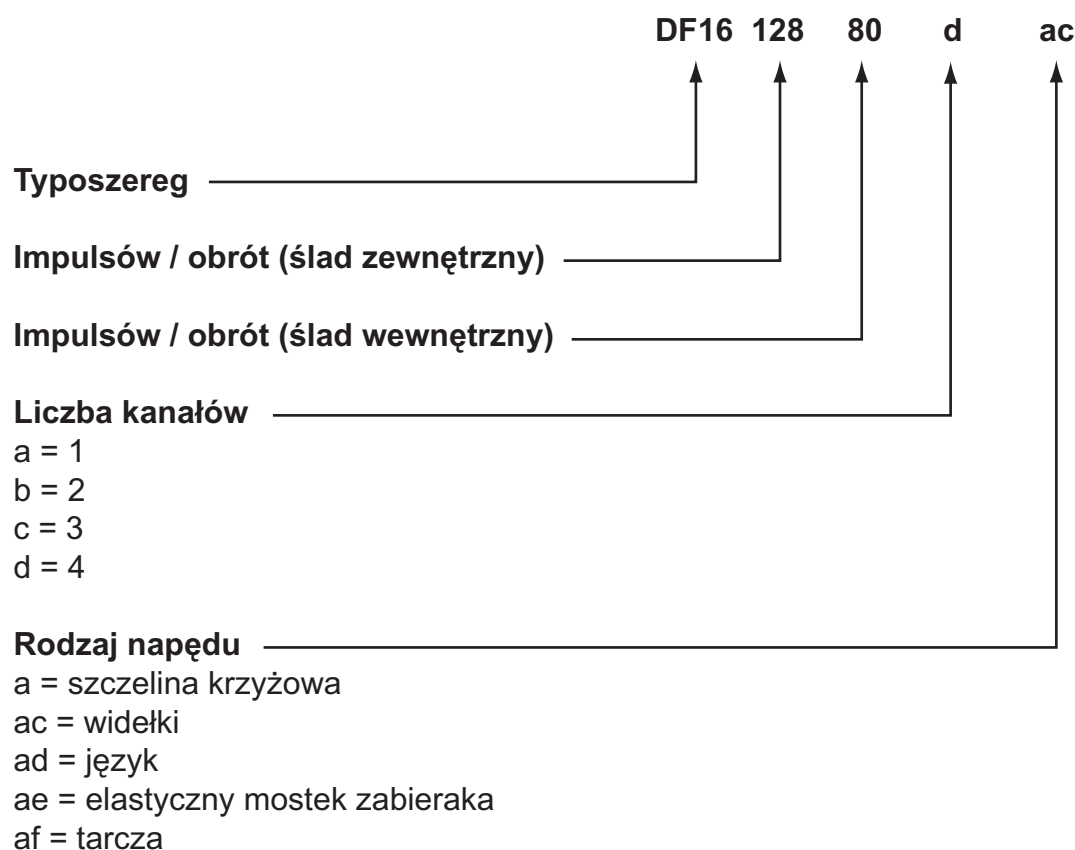 DF16 128 80 d ac
Typoszereg
Impulsów / obrót (ślad zewnętrzny)
Impulsów / obrót (ślad wewnętrzny)
Liczba kanałów
a = 1
b = 2
c = 3
d = 4
Rodzaj napędu
a = szczelina krzyżowa
ac = widełki
ad = język
ae = elastyczny mostek zabieraka
af = tarcza